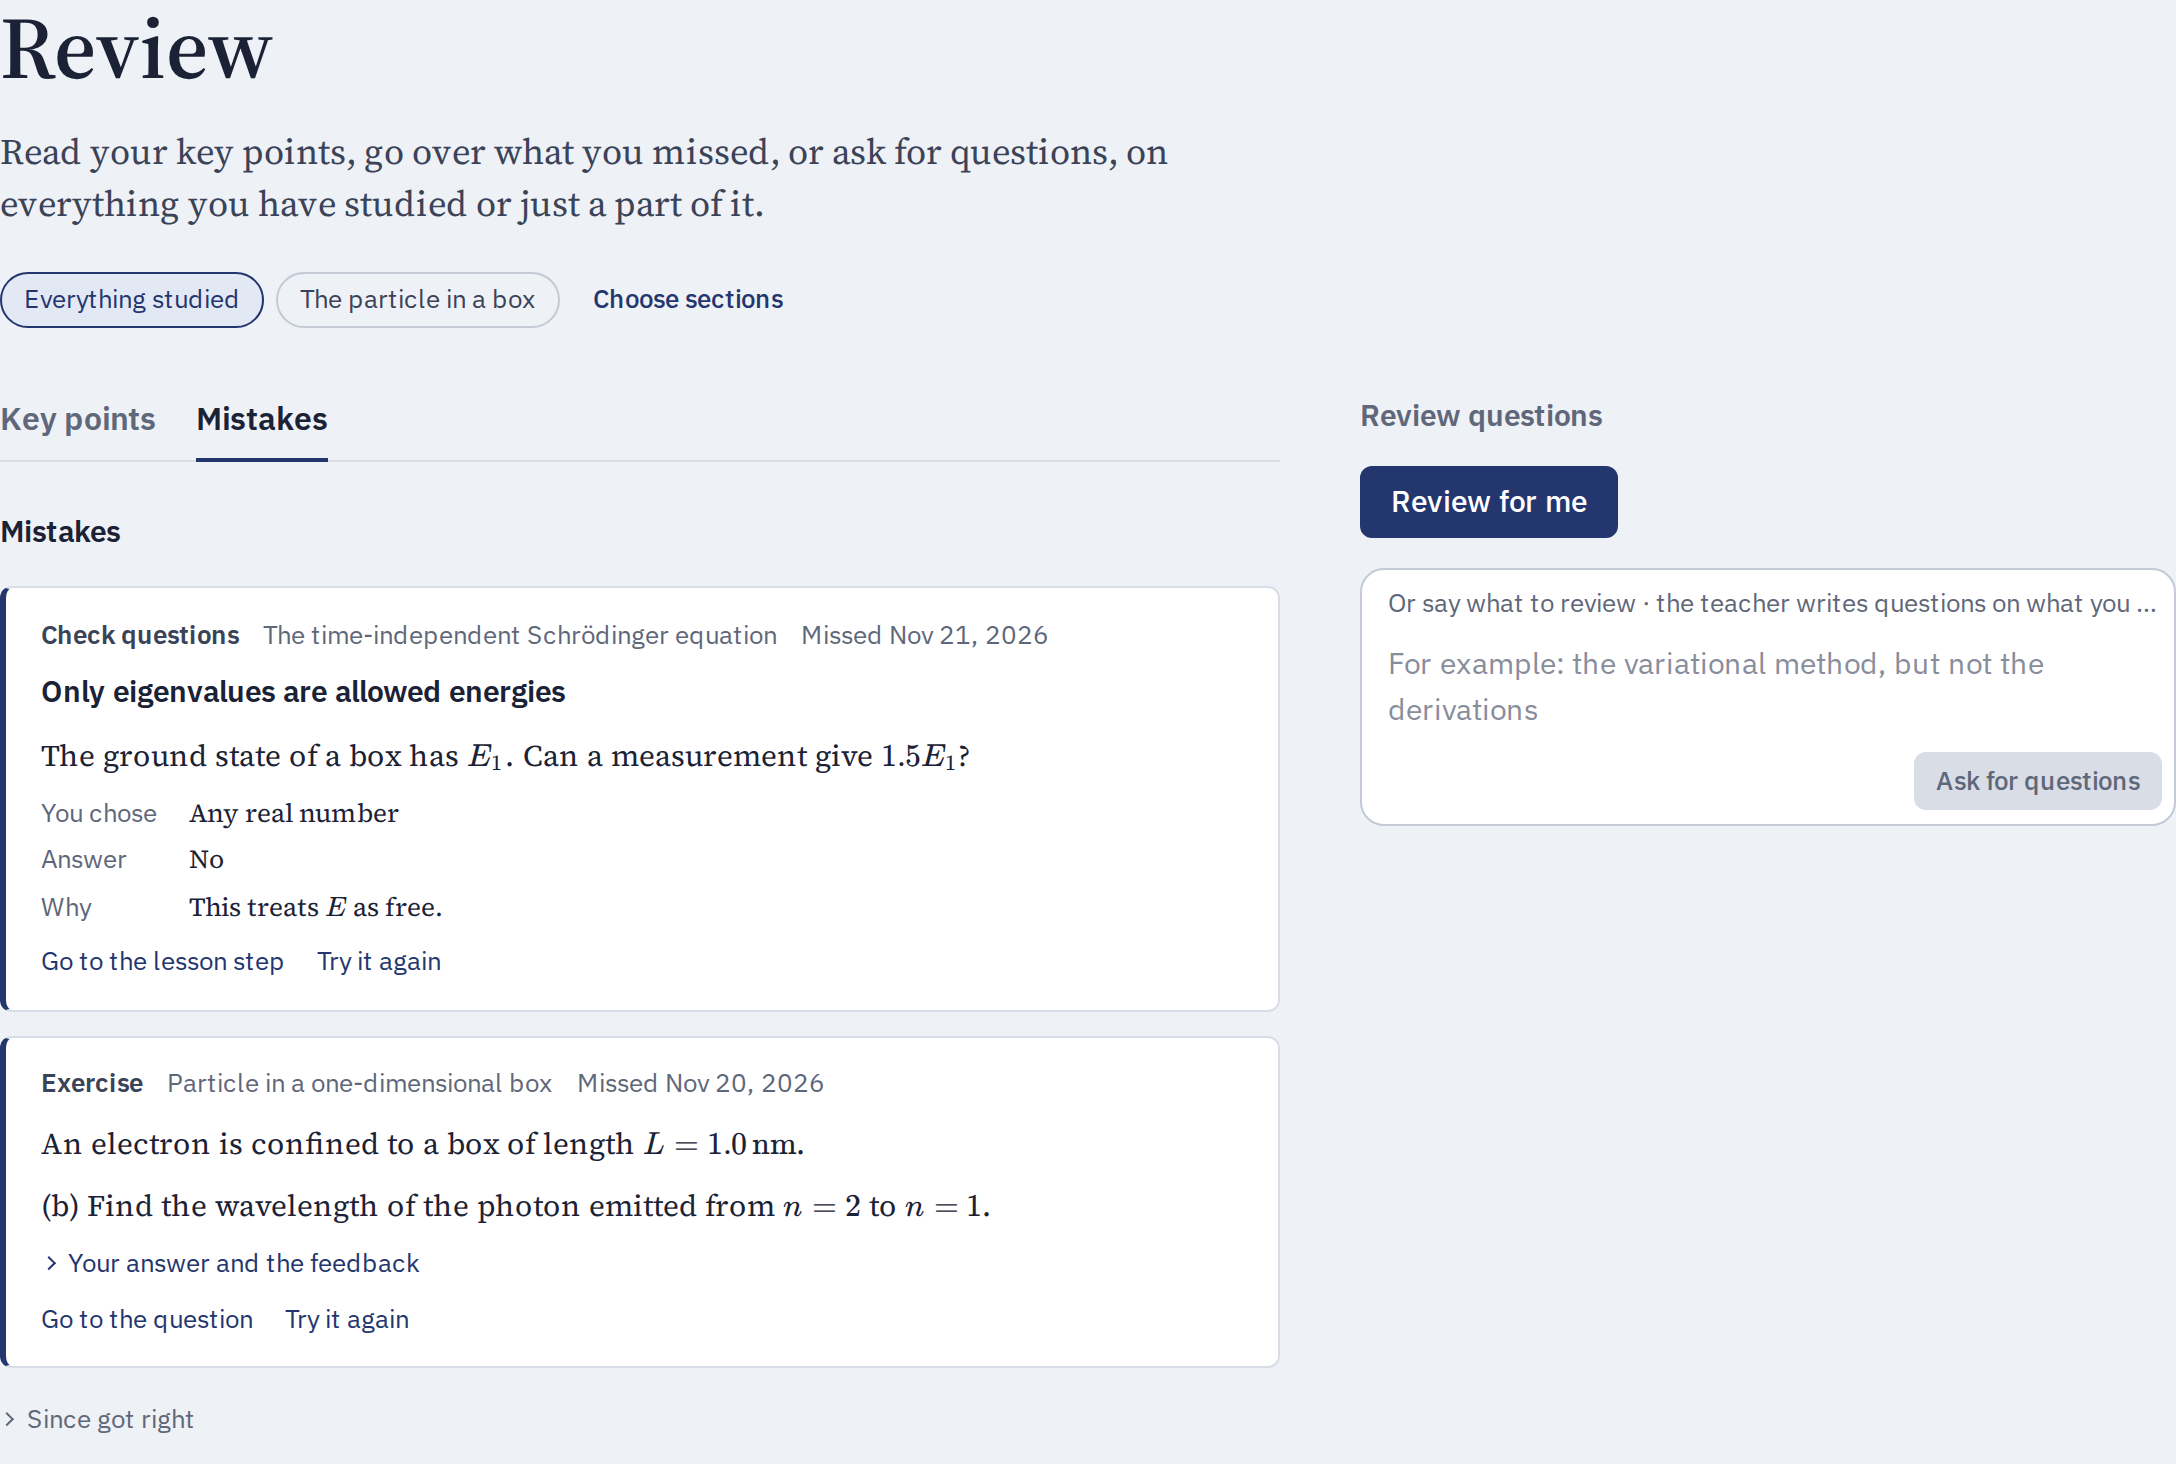 Review
Read your key points, go over what you missed, or ask for questions, on
everything you have studied or just a part of it.
Everything studied
The particle in a box
Choose sections
Key points
Mistakes
Mistakes
Check questions The time-independent Schrödinger equation Missed Nov 21, 2026
Only eigenvalues are allowed energies
The ground state of a box has E₁. Can a measurement give 1.5E₁?
You chose Any real number
Answer No
Why This treats E as free.
Go to the lesson step Try it again
Exercise Particle in a one-dimensional box Missed Nov 20, 2026
An electron is confined to a box of length L = 1.0 nm.
(b) Find the wavelength of the photon emitted from n = 2 to n = 1.
Your answer and the feedback
Go to the question Try it again
Since got right
Review questions
Review for me
Or say what to review · the teacher writes questions on what you ...
For example: the variational method, but not the
derivations
Ask for questions